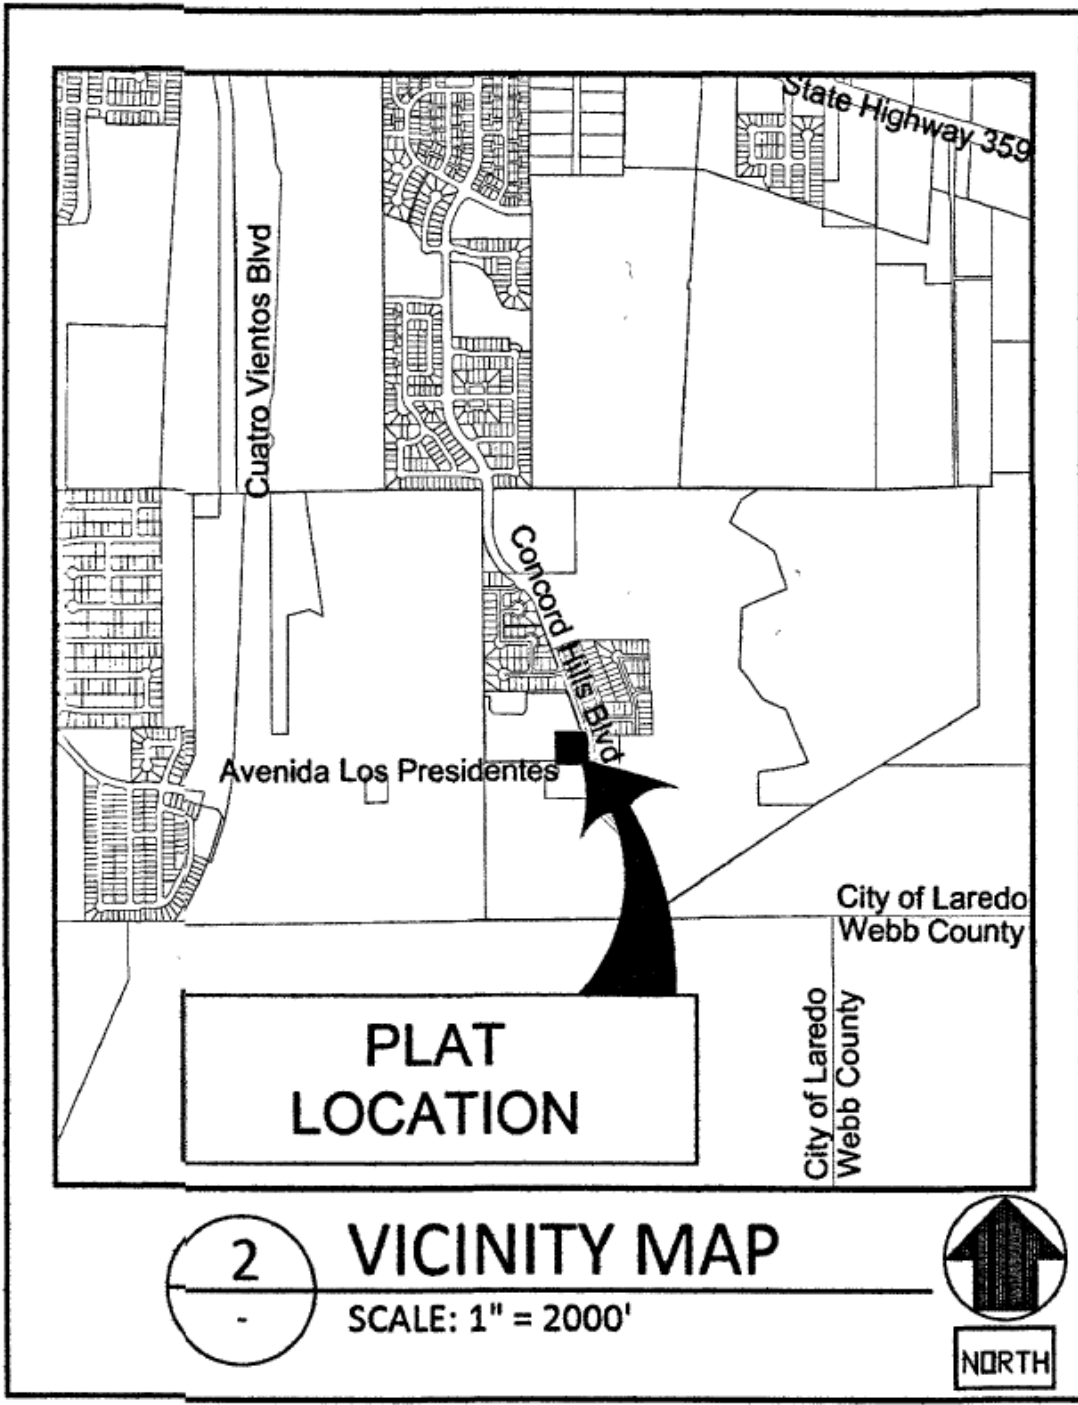 State Highway 359
Cuatro Vientos Blvd
Concord Hills Blvd
Avenida Los Presidentes
City of Laredo
Webb County
City of Laredo
Webb County
PLAT
LOCATION
2
-
VICINITY MAP
SCALE: 1" = 2000'
NORTH